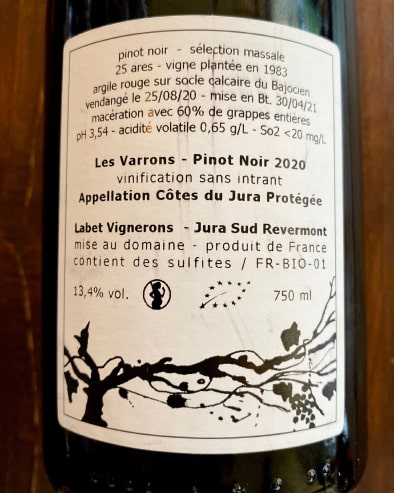 pinot noir - sélection massale
25 ares - vigne plantée en 1983
argile rouge sur socle calcaire du Bajocien
vendangé le 25/08/20 - mise en Bt. 30/04/21
macération avec 60% de grappes entières
pH 3,54 - acidité volatile 0,65 g/L - So2 <20 mg/L
Les Varrons - Pinot Noir 2020
vinification sans intrant
Appellation Côtes du Jura Protégée
Labet Vignerons - Jura Sud Revermont
mise au domaine - produit de France
contient des sulfites / FR-BIO-01
13,4% vol. 750 ml